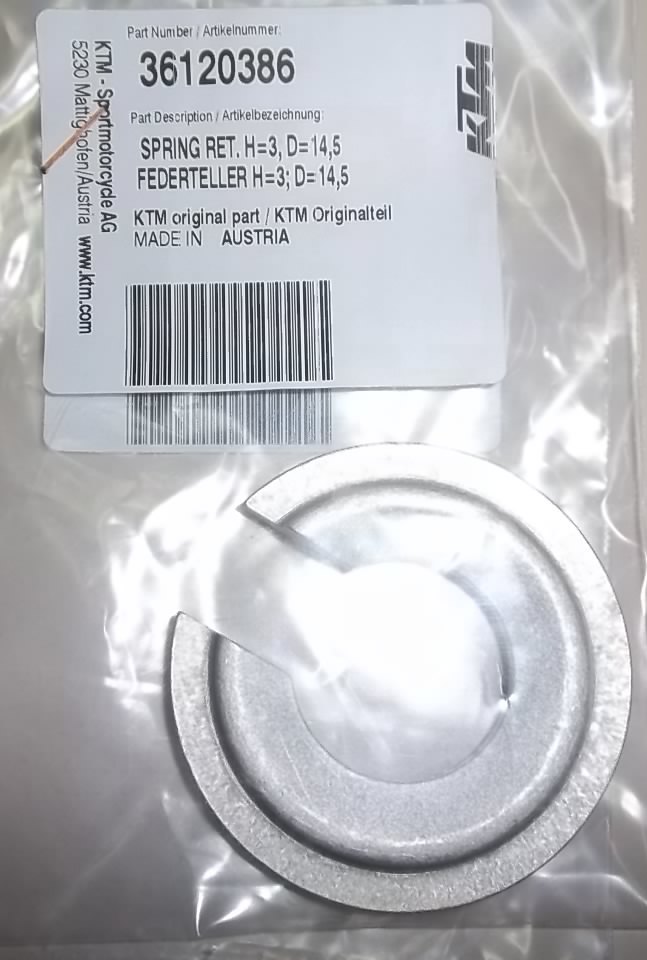 Part Number / Artikelnummer:
36120386
Part Description / Artikelbezeichnung:
SPRING RET. H=3, D=14,5
FEDERTELLER H=3; D=14,5
KTM original part / KTM Originalteil
MADE IN AUSTRIA
KTM
KTM - Sportmotorcycle AG
5230 Mattighofen/Austria www.ktm.com